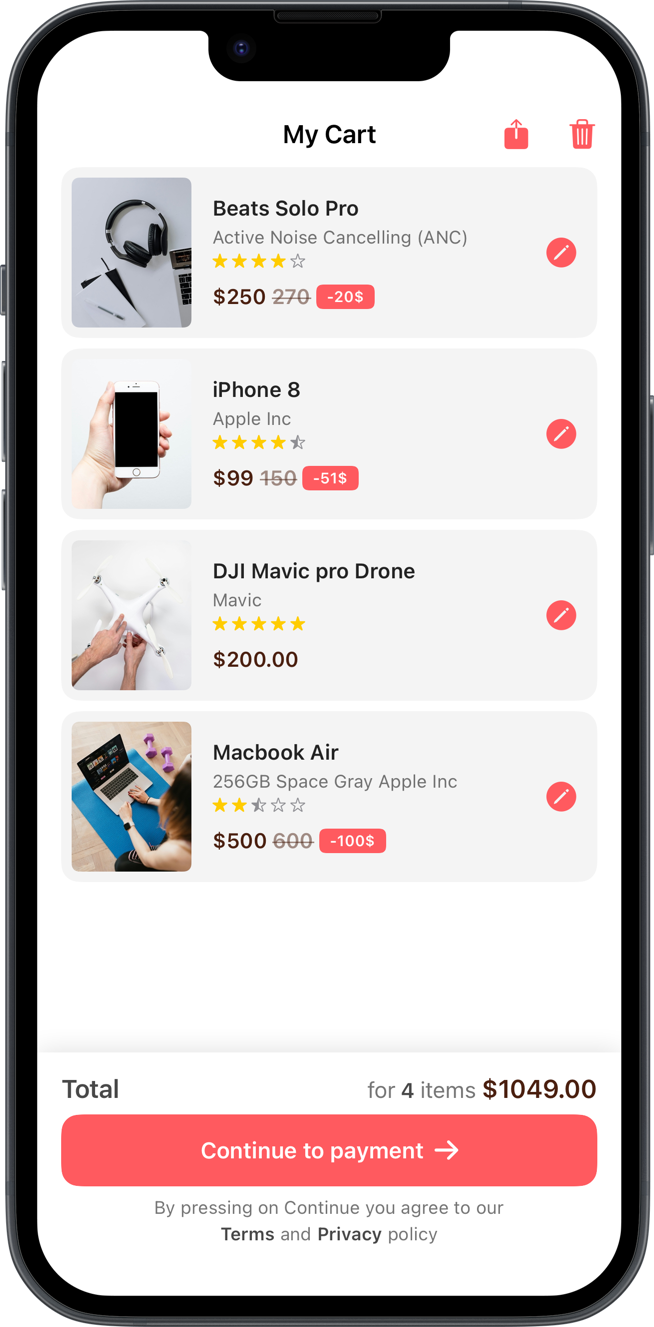 My Cart
Beats Solo Pro
Active Noise Cancelling (ANC)
$250 270 -20$
iPhone 8
Apple Inc
$99 150 -51$
DJI Mavic pro Drone
Mavic
$200.00
Macbook Air
256GB Space Gray Apple Inc
$500 600 -100$
Total for 4 items $1049.00
Continue to payment →
By pressing on Continue you agree to our
Terms and Privacy policy